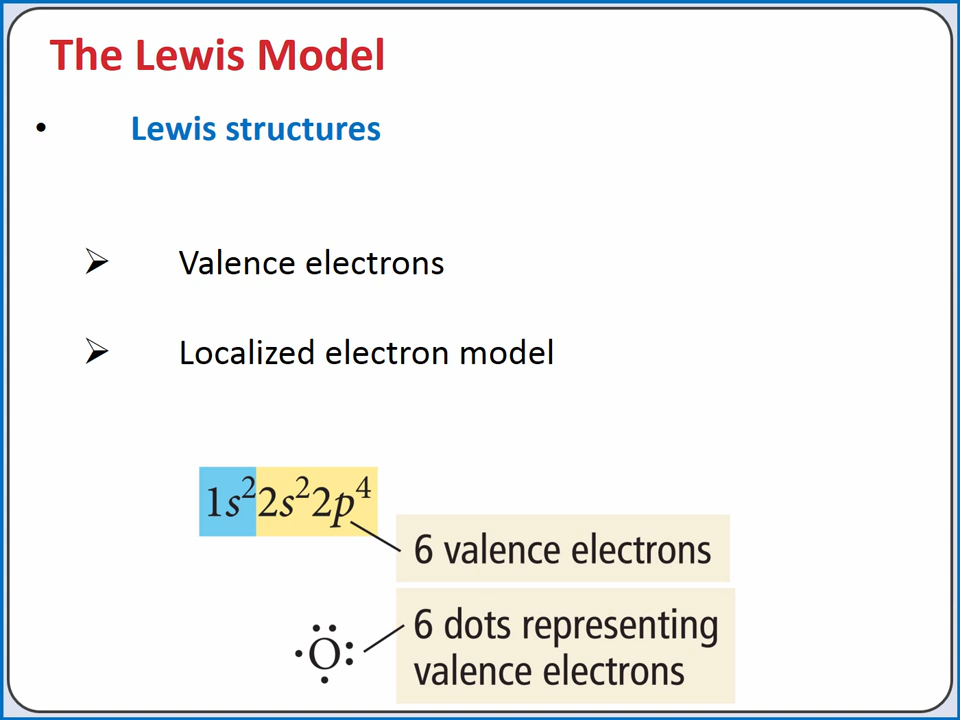 The Lewis Model
• Lewis structures
➢ Valence electrons
➢ Localized electron model
1s²2s²2p⁴
6 valence electrons
O
6 dots representing
valence electrons